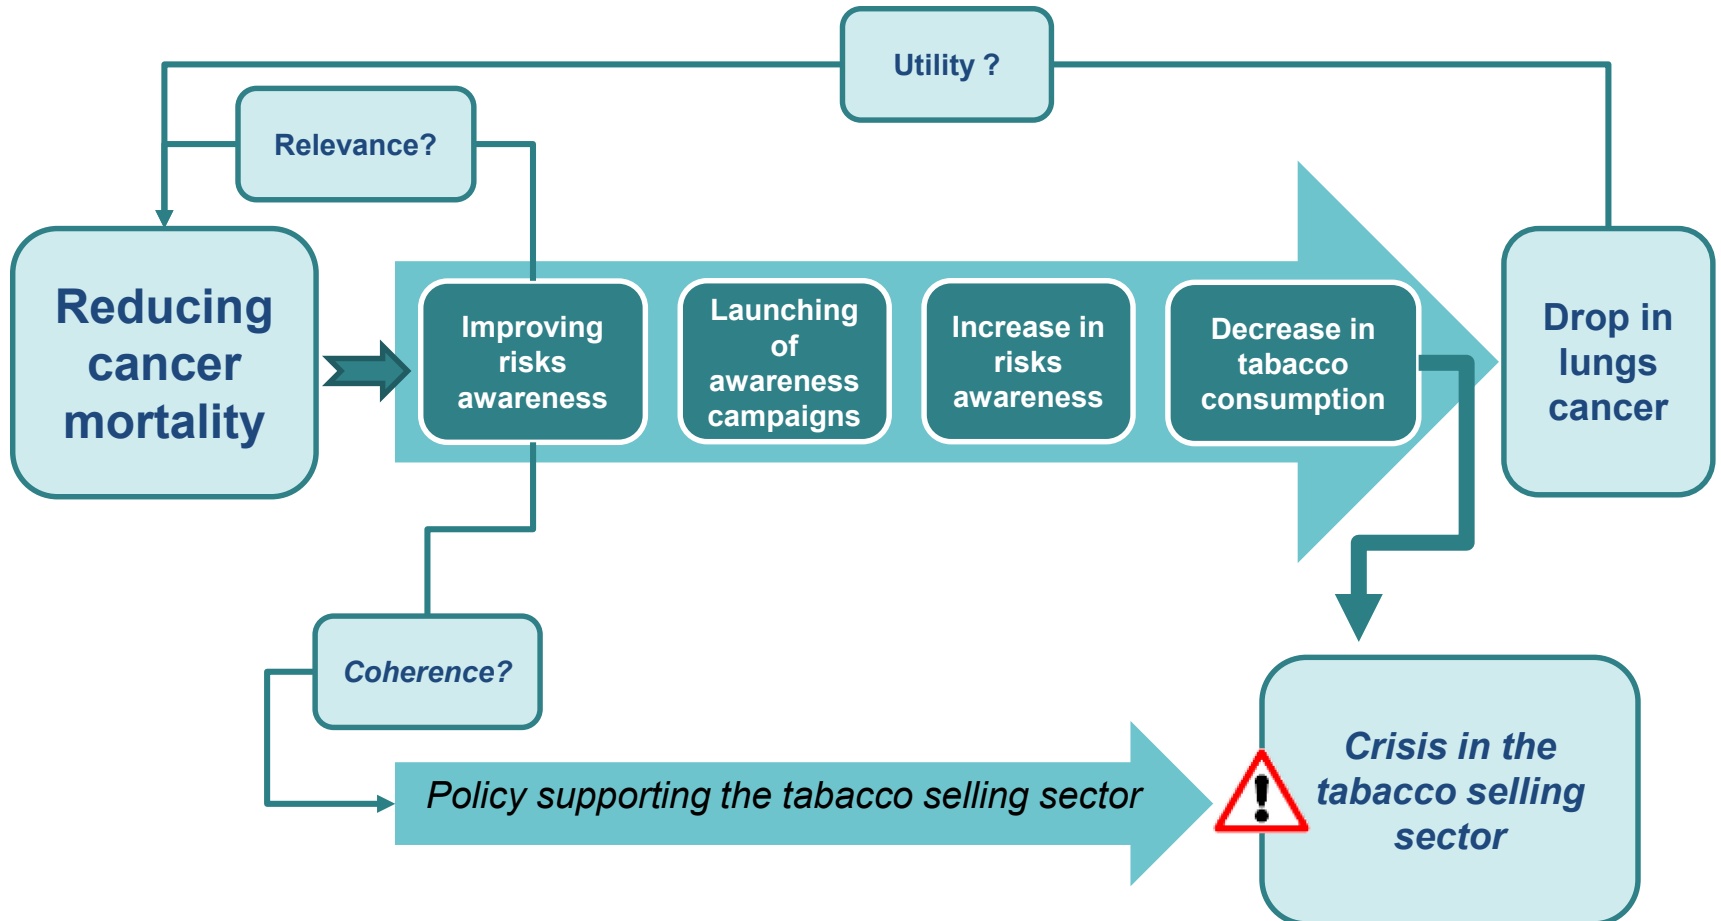 Utility ?
Relevance?
Reducing
cancer
mortality
Improving
risks
awareness
Launching
of
awareness
campaigns
Increase in
risks
awareness
Decrease in
tabacco
consumption
Drop in
lungs
cancer
Coherence?
Policy supporting the tabacco selling sector
Crisis in the
tabacco selling
sector